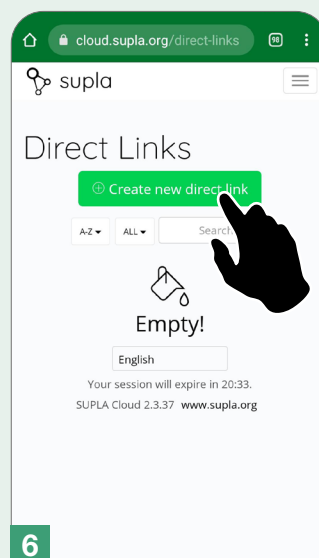 cloud.supla.org/direct-links 98
supla
Direct Links
Create new direct link
A-Z ALL Search
Empty!
English
Your session will expire in 20:33.
SUPLA Cloud 2.3.37 www.supla.org
6